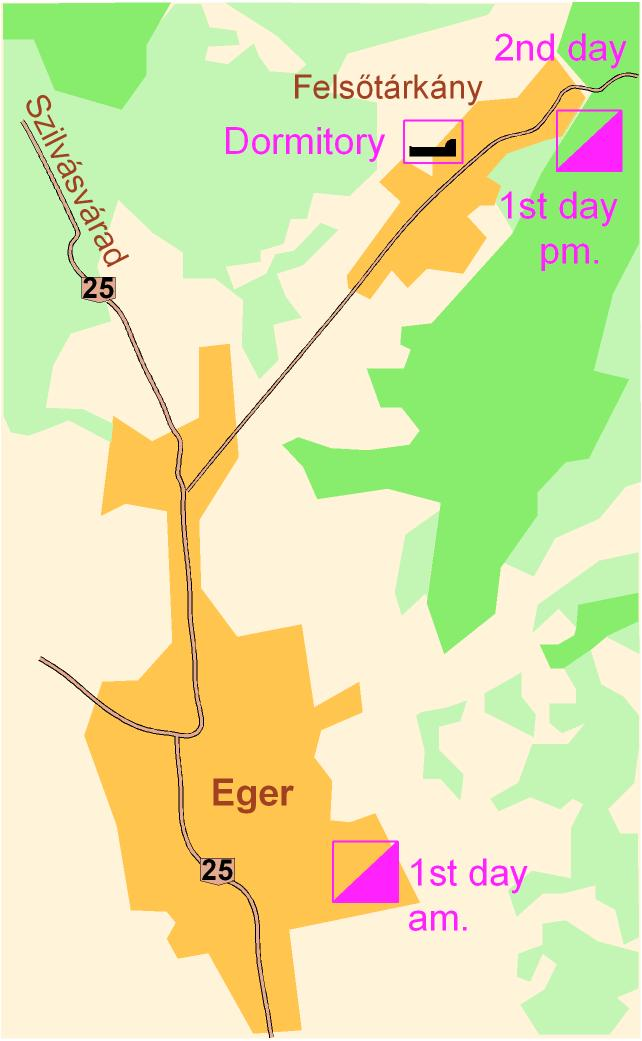 2nd day
Felsőtárkány
Dormitory
1st day
pm.
Szilvásvárad
25
Eger
25
1st day
am.